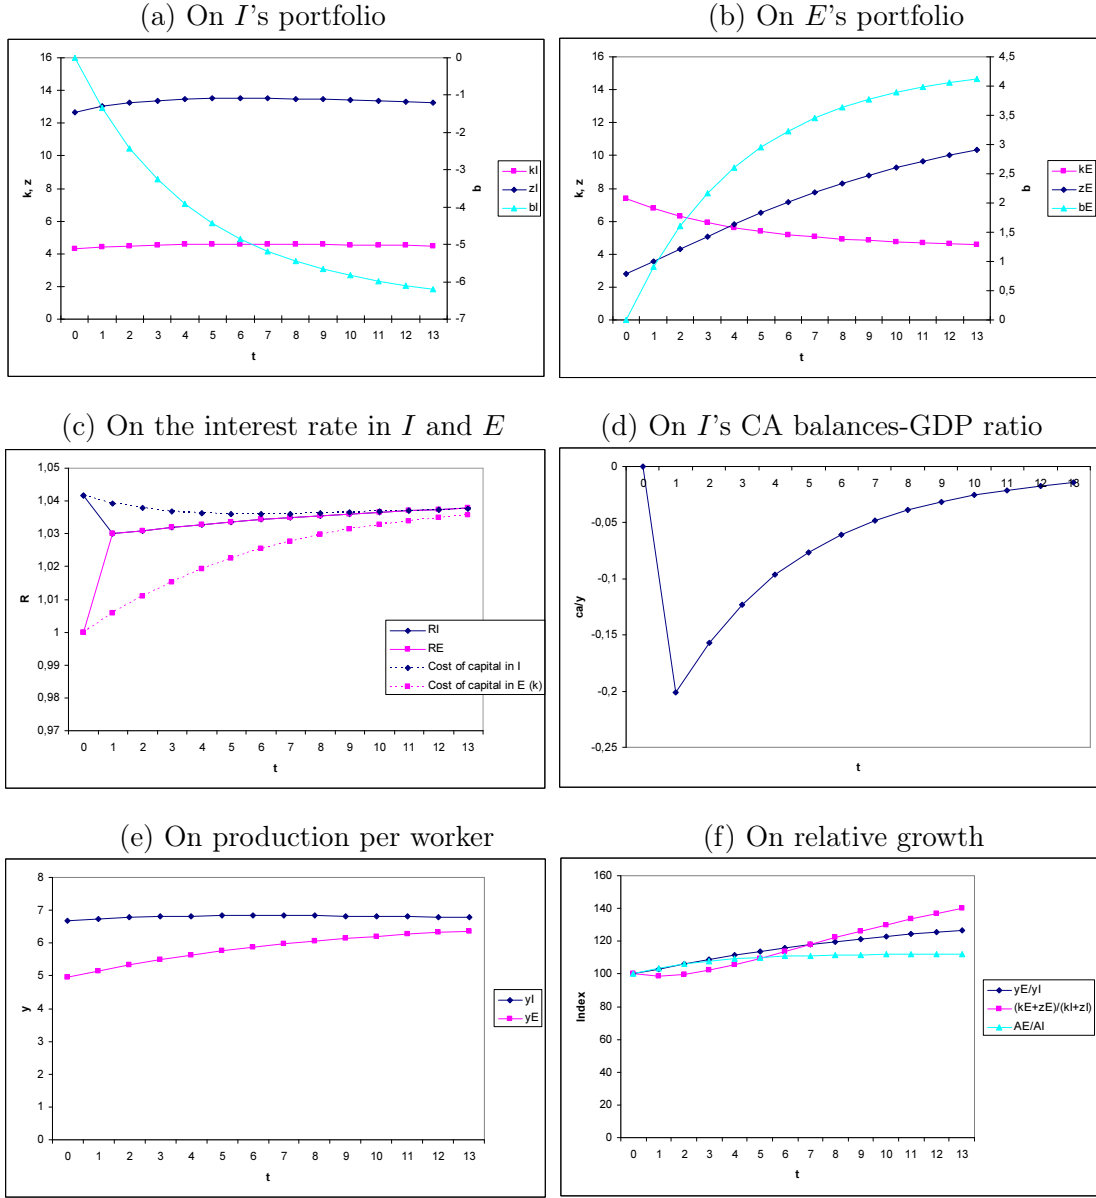 (a) On I's portfolio
(b) On E's portfolio
16
14
12
10
8
6
4
2
0
k, z
0
-1
-2
-3
-4
-5
-6
-7
b
0 1 2 3 4 5 6 7 8 9 10 11 12 13
t
kI
zI
bI
16
14
12
10
8
6
4
2
0
k, z
4,5
4
3,5
3
2,5
2
1,5
1
0,5
0
b
0 1 2 3 4 5 6 7 8 9 10 11 12 13
t
kE
zE
bE
(c) On the interest rate in I and E
(d) On I's CA balances-GDP ratio
1,05
1,04
1,03
1,02
1,01
1
0,99
0,98
0,97
R
0 1 2 3 4 5 6 7 8 9 10 11 12 13
t
RI
RE
Cost of capital in I
Cost of capital in E (k)
0
-0,05
-0,1
-0,15
-0,2
-0,25
ca/y
0 1 2 3 4 5 6 7 8 9 10 11 12 13
t
(e) On production per worker
(f) On relative growth
8
7
6
5
4
3
2
1
0
y
0 1 2 3 4 5 6 7 8 9 10 11 12 13
t
yI
yE
160
140
120
100
80
60
40
20
0
Index
0 1 2 3 4 5 6 7 8 9 10 11 12 13
t
yE/yI
(kE+zE)/(kI+zI)
AE/AI